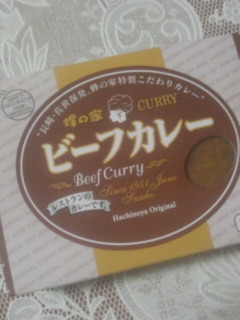 "長崎・佐世保発、蜂の家特製こだわりカレー"
蜂の家 CURRY
ビーフカレー
Beef Curry
レストランのカレーです。
Since 1951 June
Sasebo
Hachinoya Original